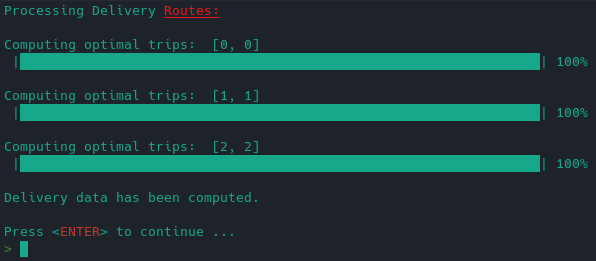 Processing Delivery Routes:
Computing optimal trips:  [0, 0]
| | 100%
Computing optimal trips:  [1, 1]
| | 100%
Computing optimal trips:  [2, 2]
| | 100%
Delivery data has been computed.
Press <ENTER> to continue ...
>